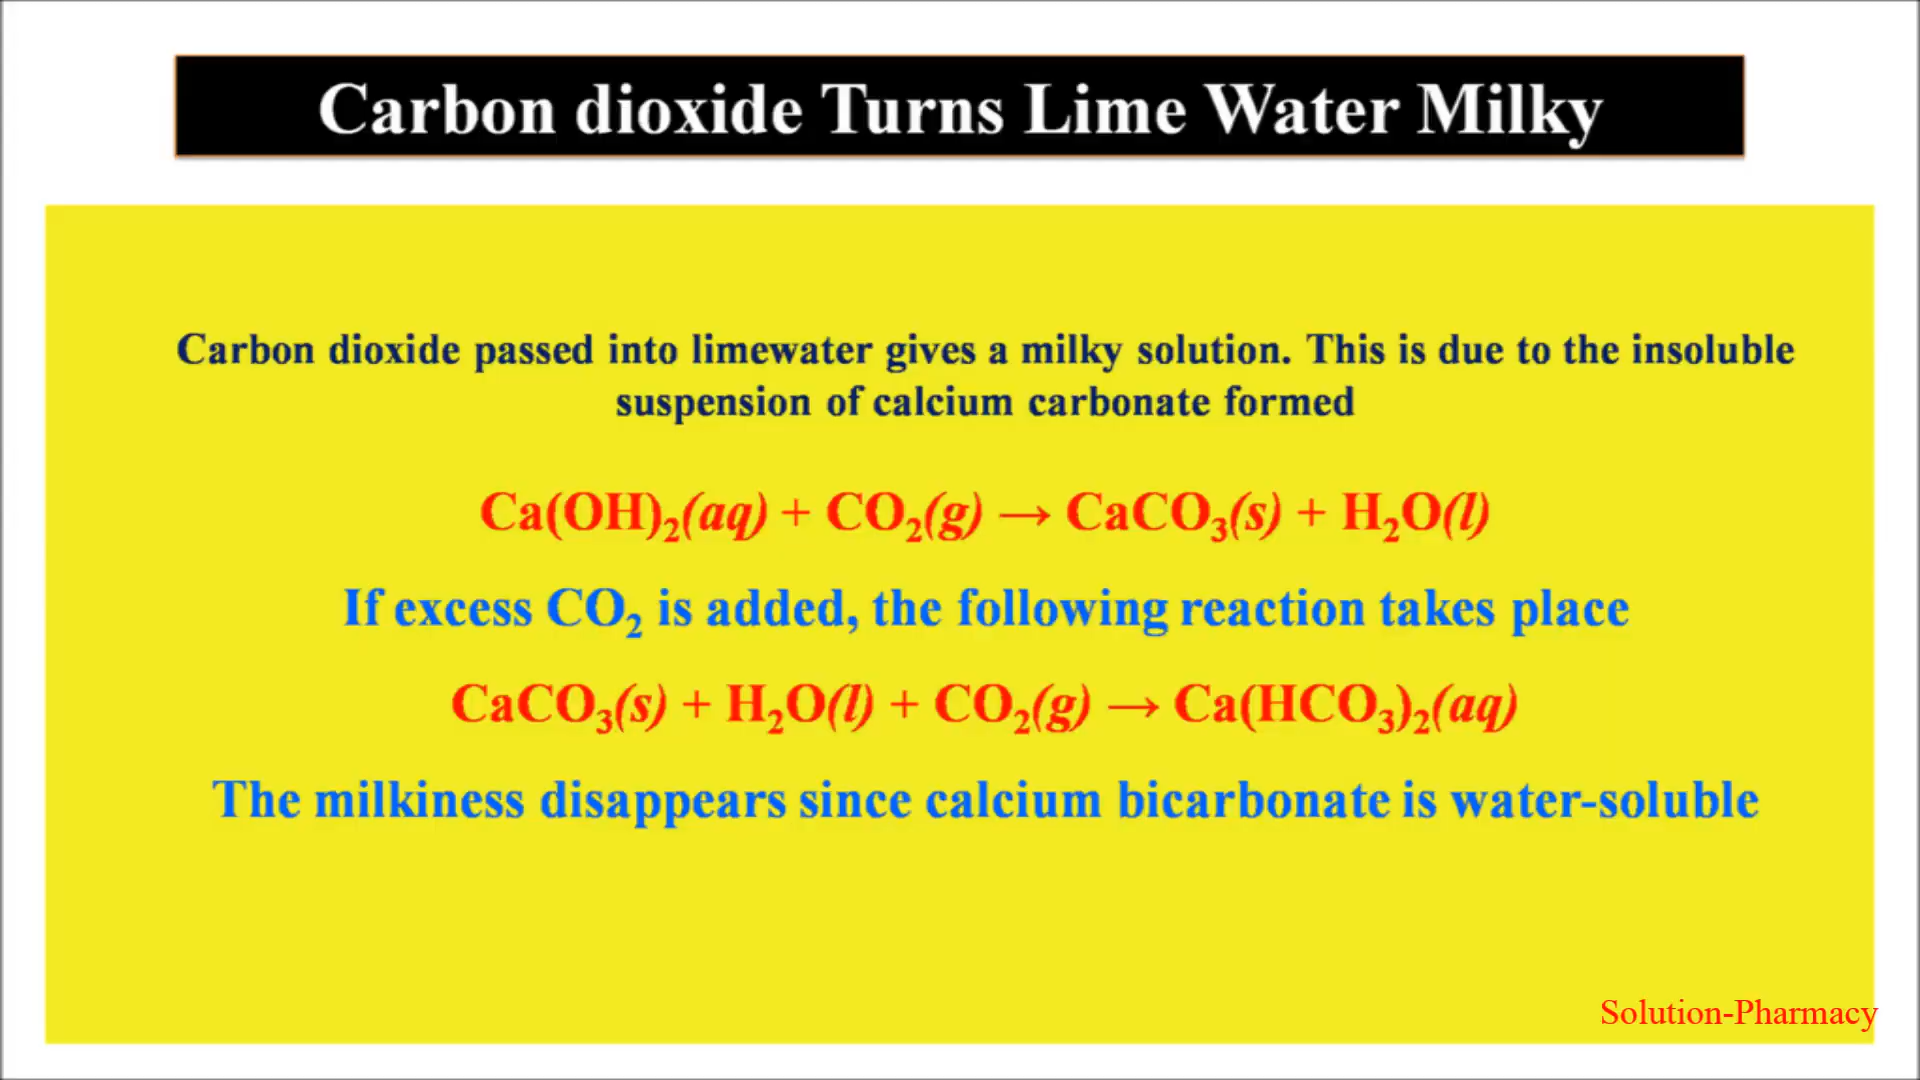 Carbon dioxide Turns Lime Water Milky
Carbon dioxide passed into limewater gives a milky solution. This is due to the insoluble
suspension of calcium carbonate formed
Ca(OH)₂(aq) + CO₂(g) → CaCO₃(s) + H₂O(l)
If excess CO₂ is added, the following reaction takes place
CaCO₃(s) + H₂O(l) + CO₂(g) → Ca(HCO₃)₂(aq)
The milkiness disappears since calcium bicarbonate is water-soluble
Solution-Pharmacy